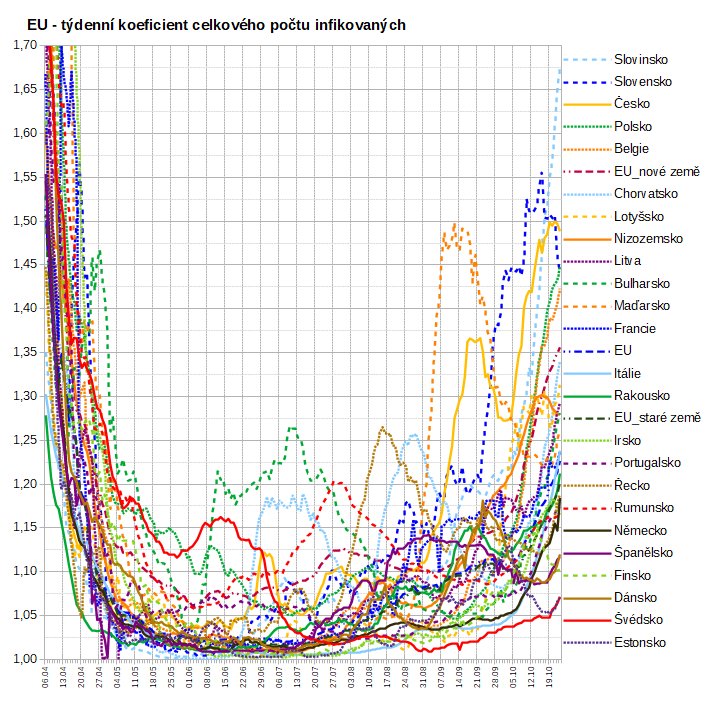 EU - týdenní koeficient celkového počtu infikovaných
1,70
1,65
1,60
1,55
1,50
1,45
1,40
1,35
1,30
1,25
1,20
1,15
1,10
1,05
1,00
06.04
13.04
20.04
27.04
04.05
11.05
18.05
25.05
01.06
08.06
15.06
22.06
29.06
06.07
13.07
20.07
27.07
03.08
10.08
17.08
24.08
31.08
07.09
14.09
21.09
28.09
05.10
12.10
19.10
Slovinsko
Slovensko
Česko
Polsko
Belgie
EU_nové země
Chorvatsko
Lotyšsko
Nizozemsko
Litva
Bulharsko
Maďarsko
Francie
EU
Itálie
Rakousko
EU_staré země
Irsko
Portugalsko
Řecko
Rumunsko
Německo
Španělsko
Finsko
Dánsko
Švédsko
Estonsko